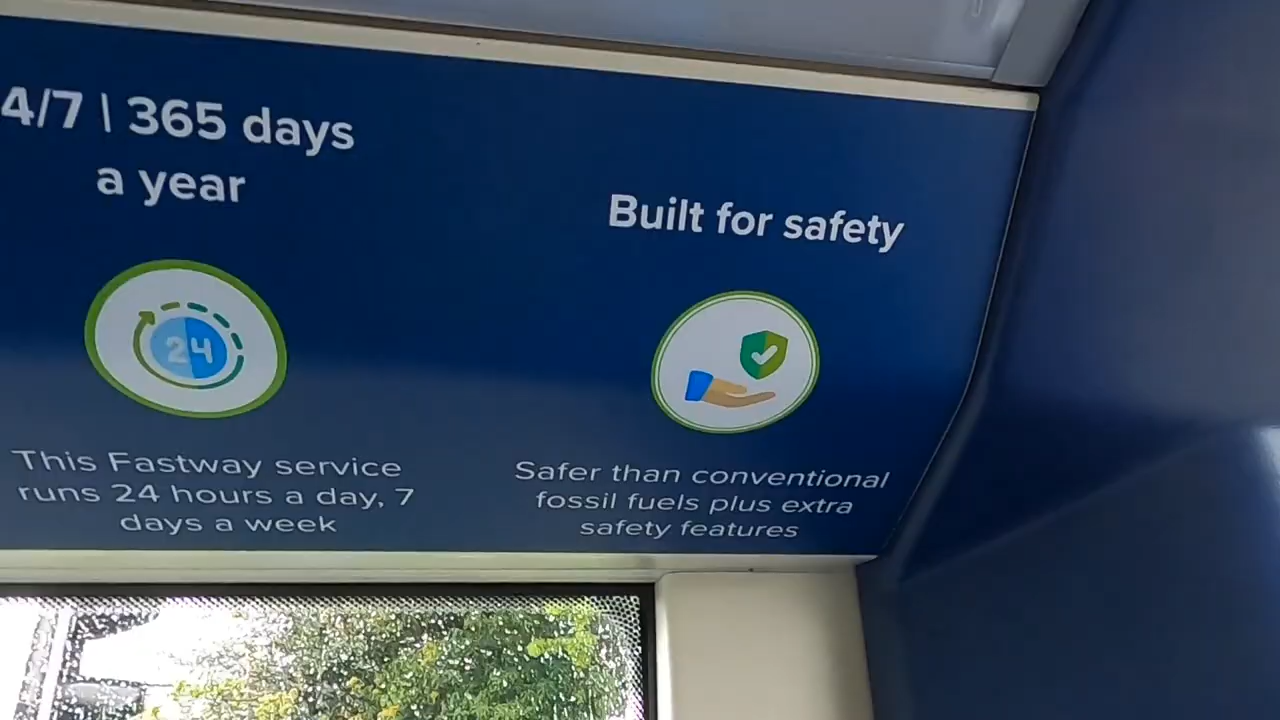 4/7 | 365 days
a year
24
This Fastway service
runs 24 hours a day, 7
days a week
Built for safety
Safer than conventional
fossil fuels plus extra
safety features